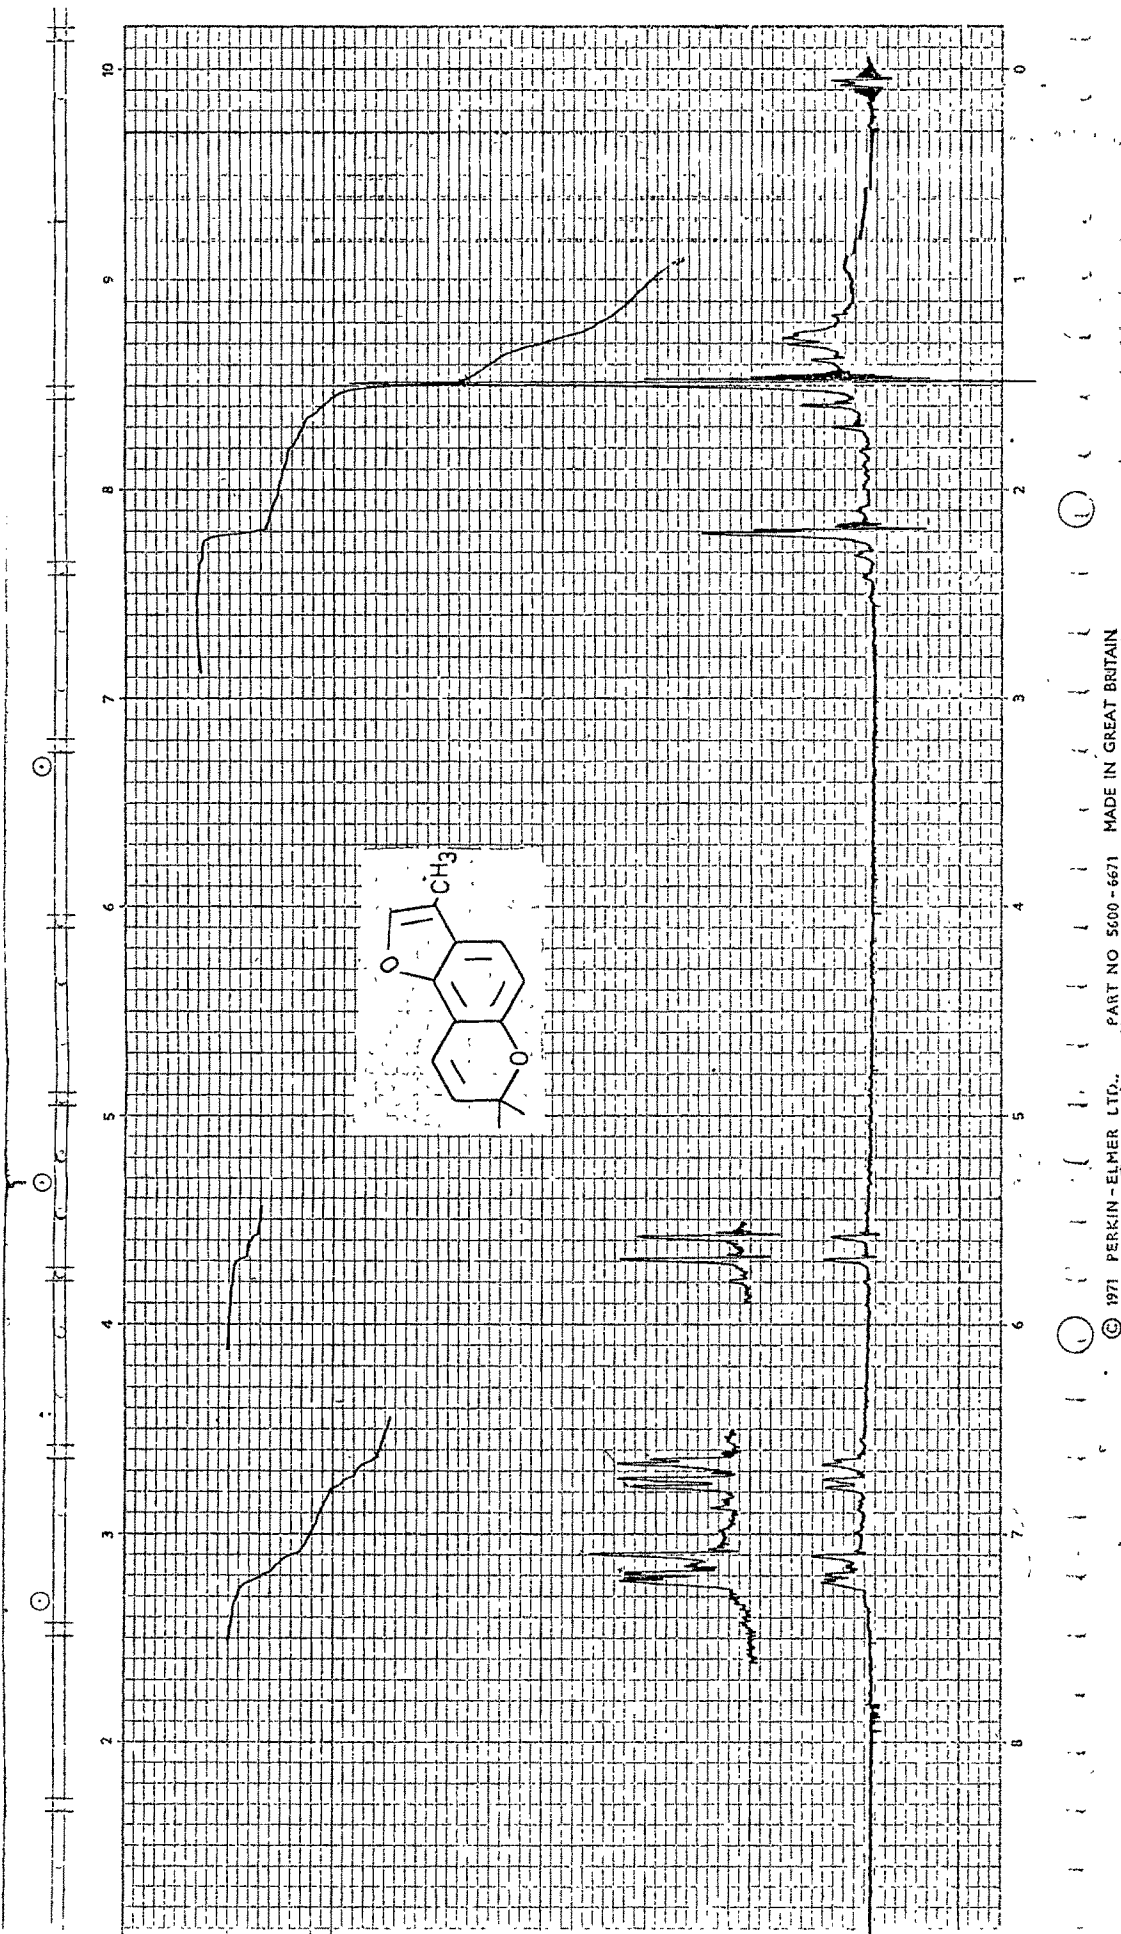 10 9 8 7 6 5 4 3 2
O
CH3
O
0 1 2 3 4 5 6 7 8
© 1971 PERKIN-ELMER LTD., PART NO 5600-6671 MADE IN GREAT BRITAIN